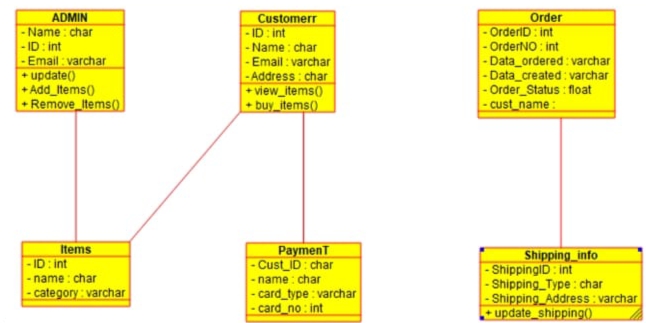 ADMIN
- Name : char
- ID : int
- Email : varchar
+ update()
+ Add_Items()
+ Remove_Items()
Customerr
- ID : int
- Name : char
- Email : varchar
- Address : char
+ view_items()
+ buy_items()
Order
- OrderID : int
- OrderNO : int
- Data_ordered : varchar
- Data_created : varchar
- Order_Status : float
- cust_name :
Items
- ID : int
- name : char
- category : varchar
PaymenT
- Cust_ID : char
- name : char
- card_type : varchar
- card_no : int
Shipping_info
- ShippingID : int
- Shipping_Type : char
- Shipping_Address : varchar
+ update_shipping()